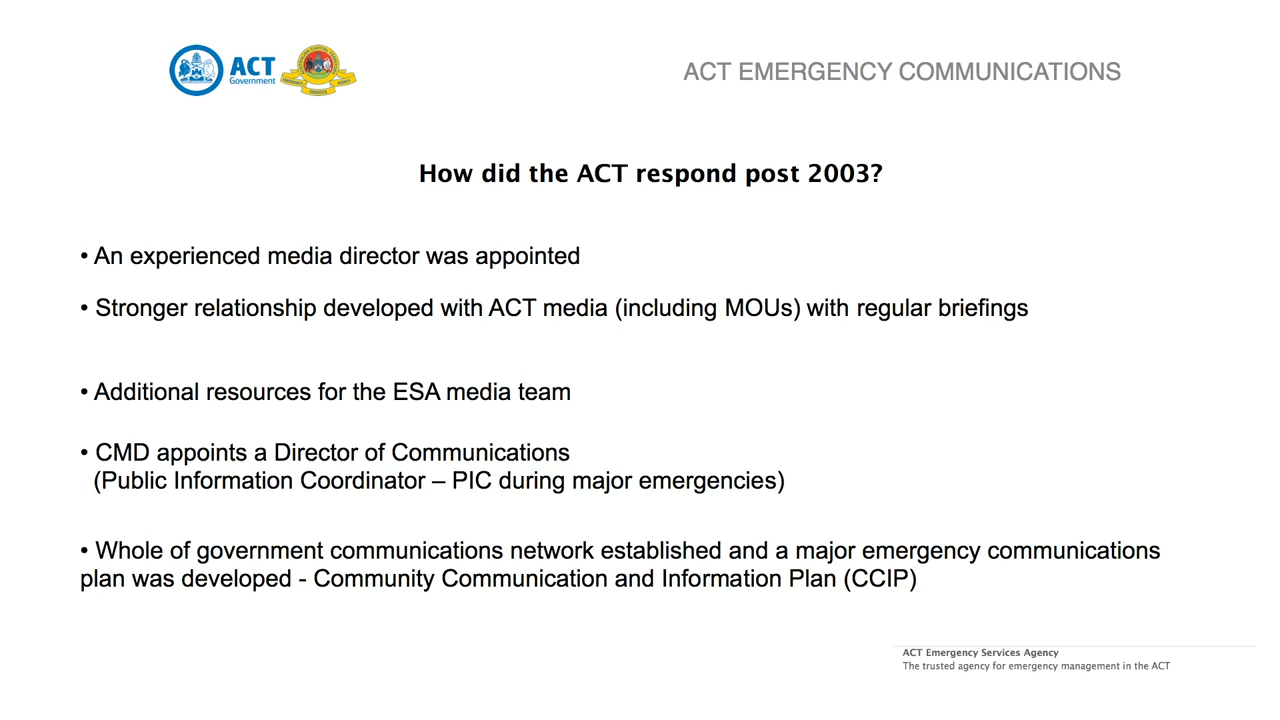 ACT
Government
ACT EMERGENCY COMMUNICATIONS
How did the ACT respond post 2003?
• An experienced media director was appointed
• Stronger relationship developed with ACT media (including MOUs) with regular briefings
• Additional resources for the ESA media team
• CMD appoints a Director of Communications
(Public Information Coordinator – PIC during major emergencies)
• Whole of government communications network established and a major emergency communications
plan was developed - Community Communication and Information Plan (CCIP)
ACT Emergency Services Agency
The trusted agency for emergency management in the ACT